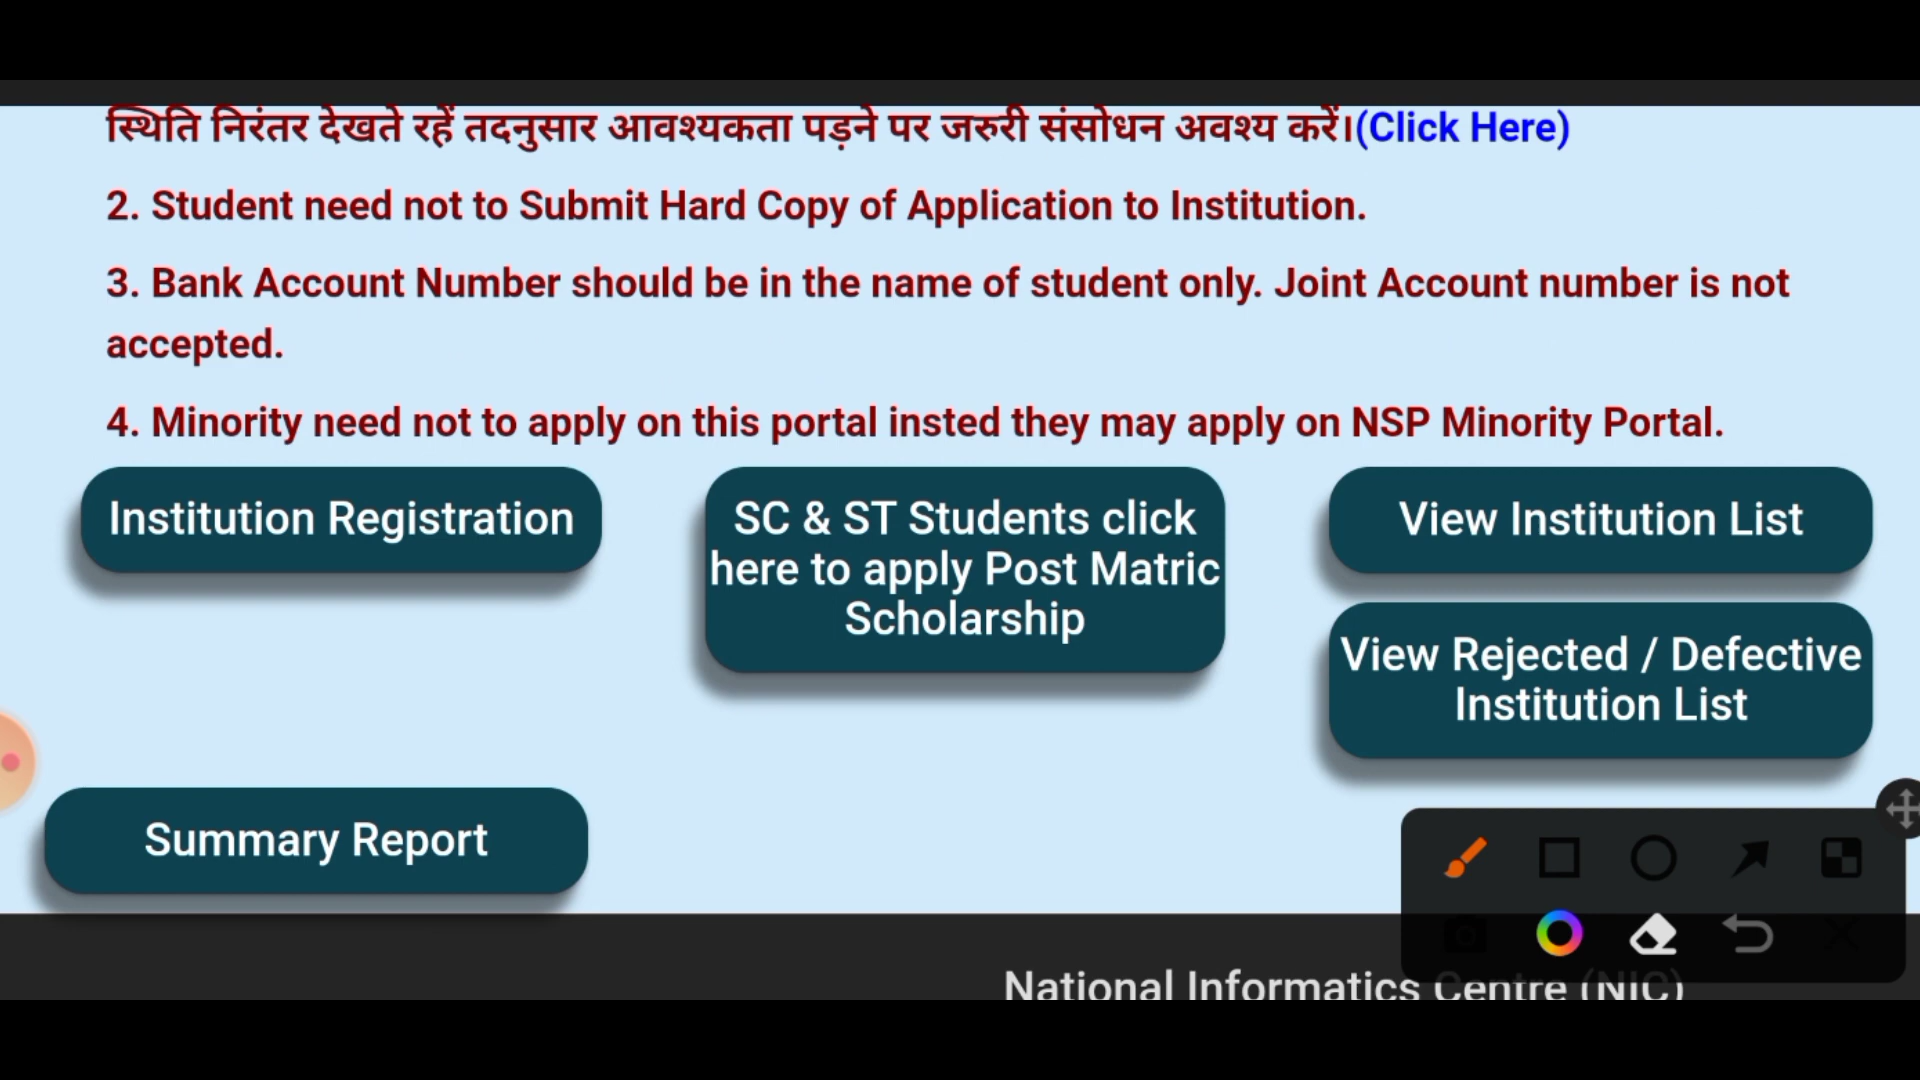 स्थिति निरंतर देखते रहें तदनुसार आवश्यकता पड़ने पर जरुरी संसोधन अवश्य करें।(Click Here)
2. Student need not to Submit Hard Copy of Application to Institution.
3. Bank Account Number should be in the name of student only. Joint Account number is not
accepted.
4. Minority need not to apply on this portal insted they may apply on NSP Minority Portal.
Institution Registration
SC & ST Students click
here to apply Post Matric
Scholarship
View Institution List
View Rejected / Defective
Institution List
Summary Report
National Informatics Centre (NIC)